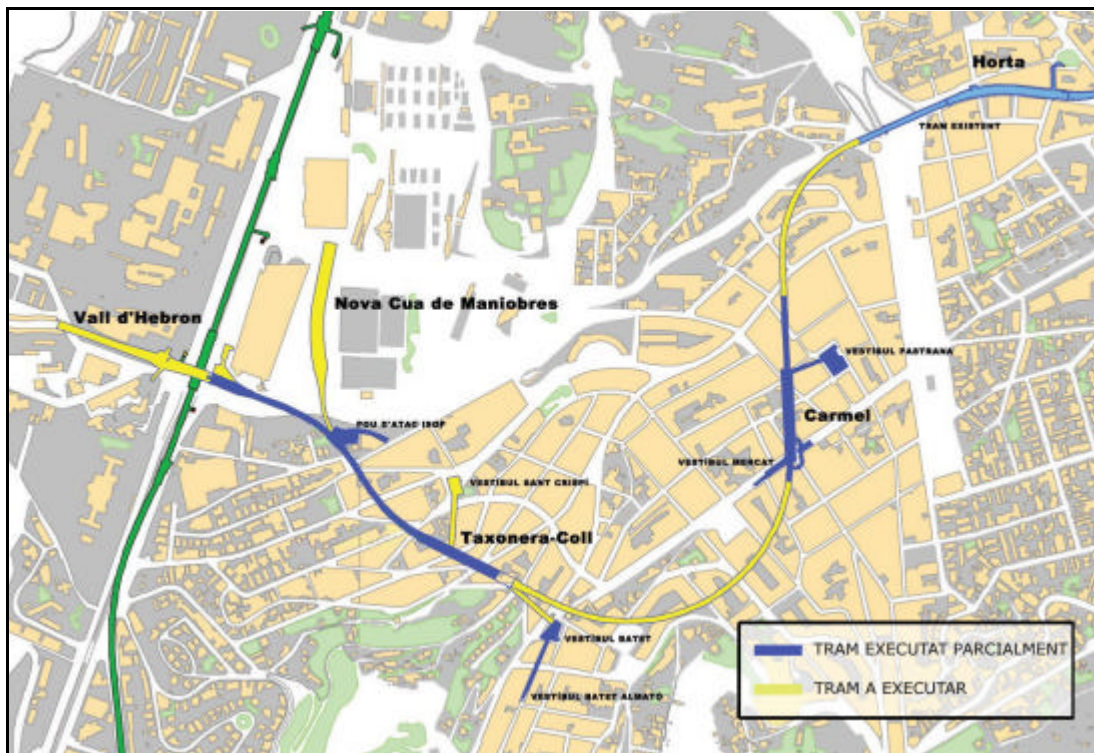 Horta
TRAM EXISTENT
Nova Cua de Maniobres
Vall d'Hebron
VESTÍBUL PASTRANA
Carmel
POU D'ATAC ISOP
VESTÍBUL MERCAT
VESTÍBUL SANT CRISPÍ
Taxonera-Coll
VESTÍBUL BATET
TRAM EXECUTAT PARCIALMENT
TRAM A EXECUTAR
VESTÍBUL BATET ALMATÓ